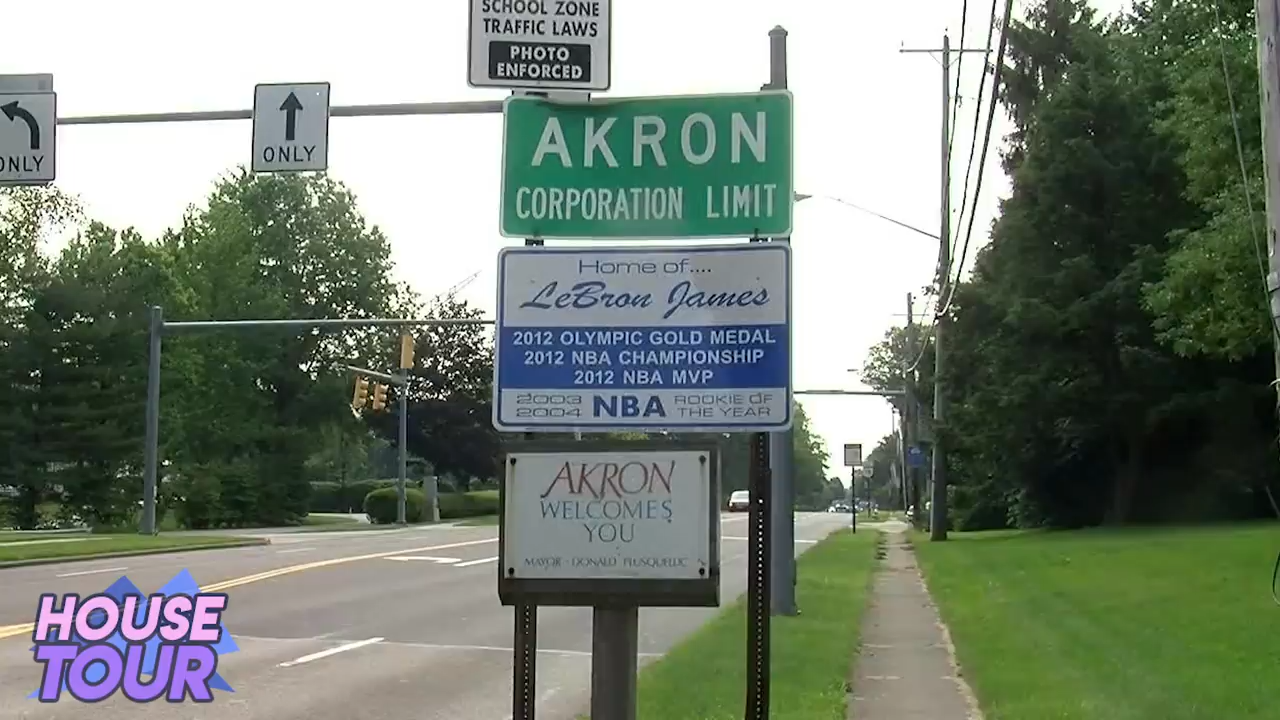 SCHOOL ZONE
TRAFFIC LAWS
PHOTO
ENFORCED
ONLY
ONLY
AKRON
CORPORATION LIMIT
Home of....
LeBron James
2012 OLYMPIC GOLD MEDAL
2012 NBA CHAMPIONSHIP
2012 NBA MVP
2003
2004
NBA
ROOKIE OF
THE YEAR
AKRON
WELCOMES
YOU
MAYOR · DONALD PLUSQUELLIC
HOUSE
TOUR